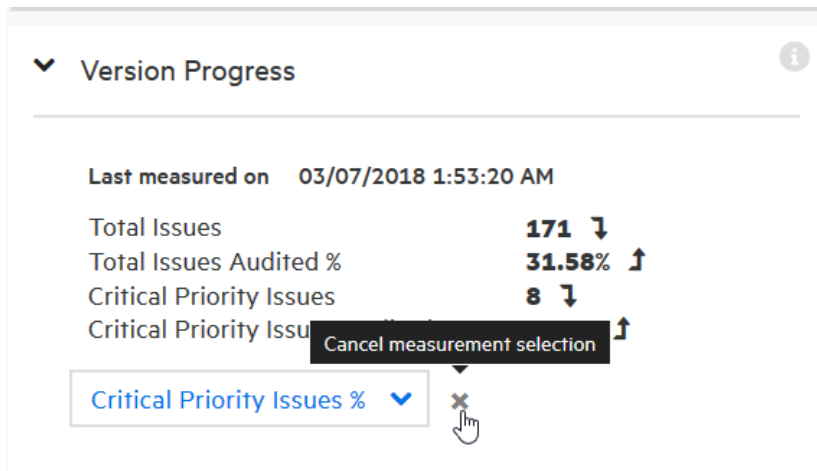 Version Progress
Last measured on 03/07/2018 1:53:20 AM
Total Issues 171
Total Issues Audited % 31.58%
Critical Priority Issues 8
Critical Priority
Cancel measurement selection
Critical Priority Issues %